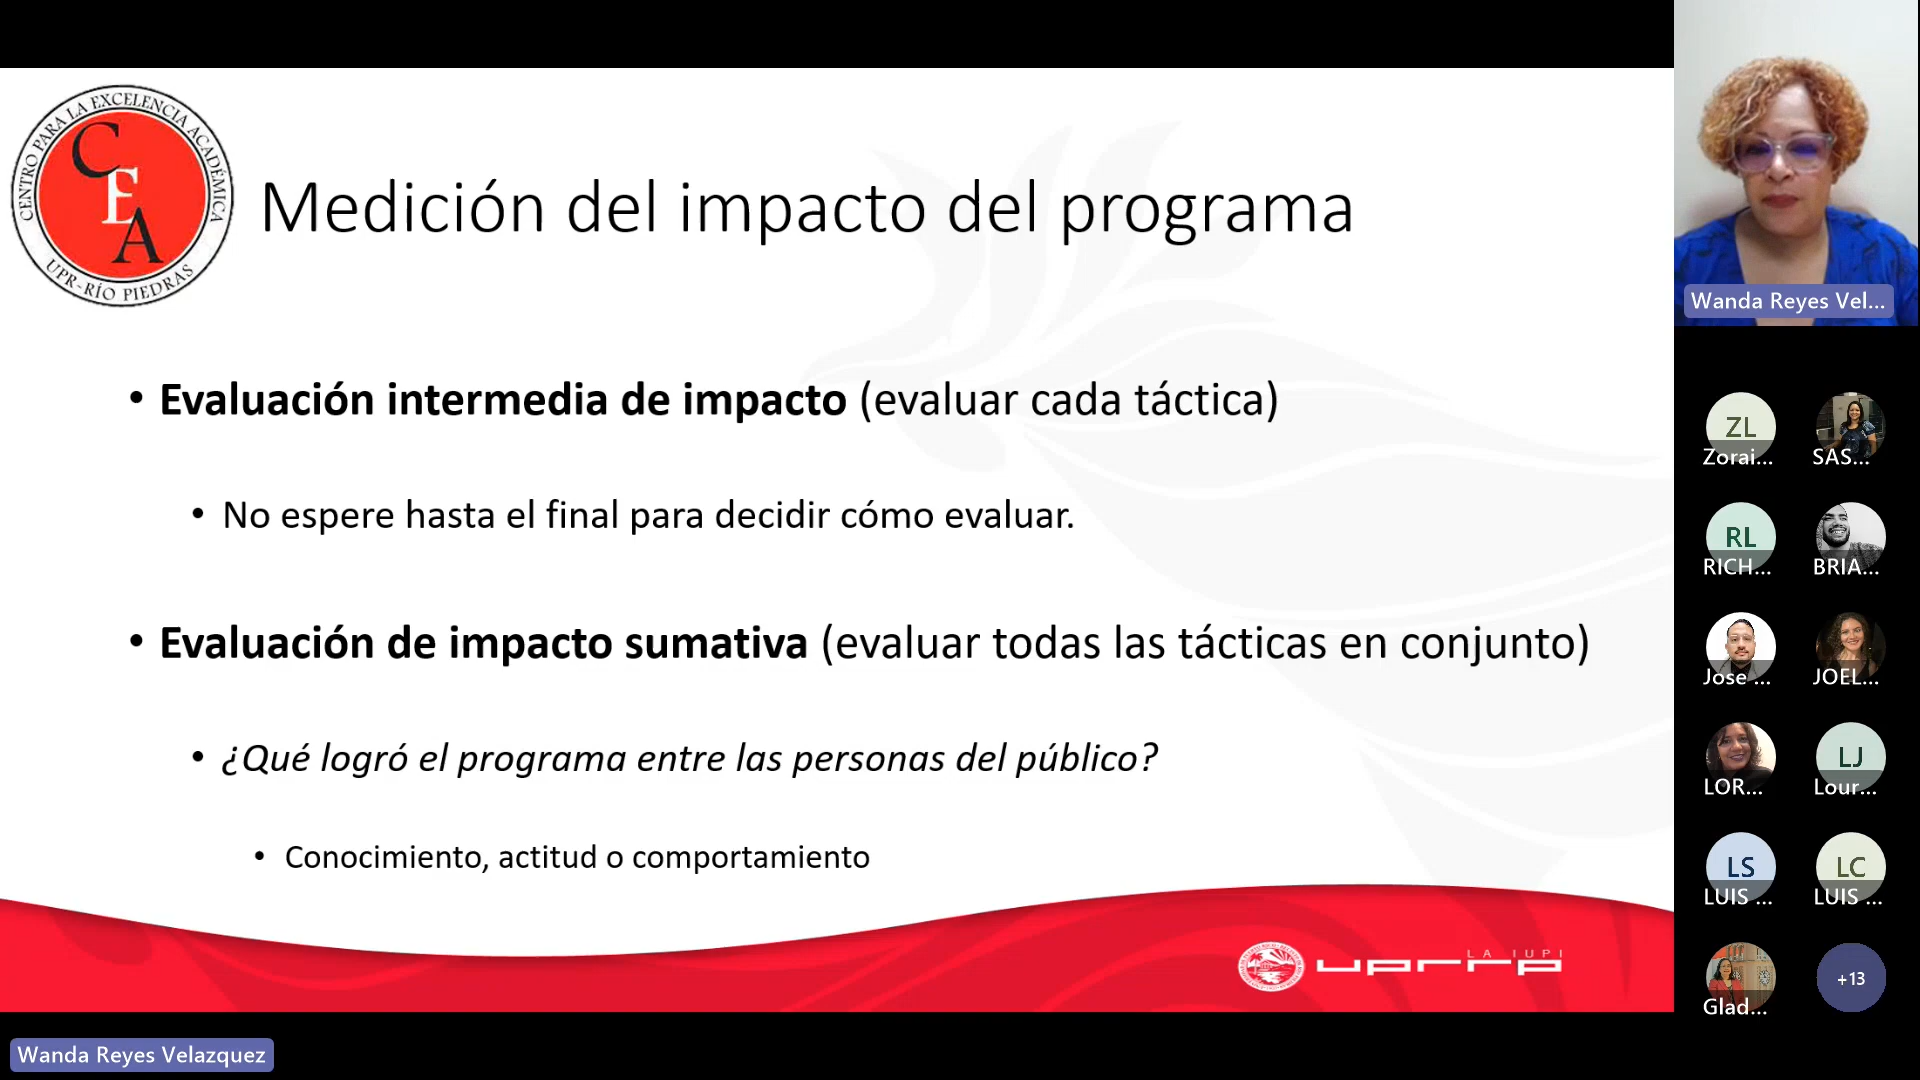 CENTRO PARA LA EXCELENCIA ACADÉMICA
CEA
UPR-RÍO PIEDRAS
Medición del impacto del programa
• Evaluación intermedia de impacto (evaluar cada táctica)
• No espere hasta el final para decidir cómo evaluar.
• Evaluación de impacto sumativa (evaluar todas las tácticas en conjunto)
• ¿Qué logró el programa entre las personas del público?
• Conocimiento, actitud o comportamiento
LA IUPI
uprrp
Wanda Reyes Velazquez
Wanda Reyes Vel...
ZL
Zorai...
SAS...
RL
RICH...
BRIA...
Jose ...
JOEL...
LOR...
LJ
Lour...
LS
LUIS ...
LC
LUIS ...
Glad...
+13